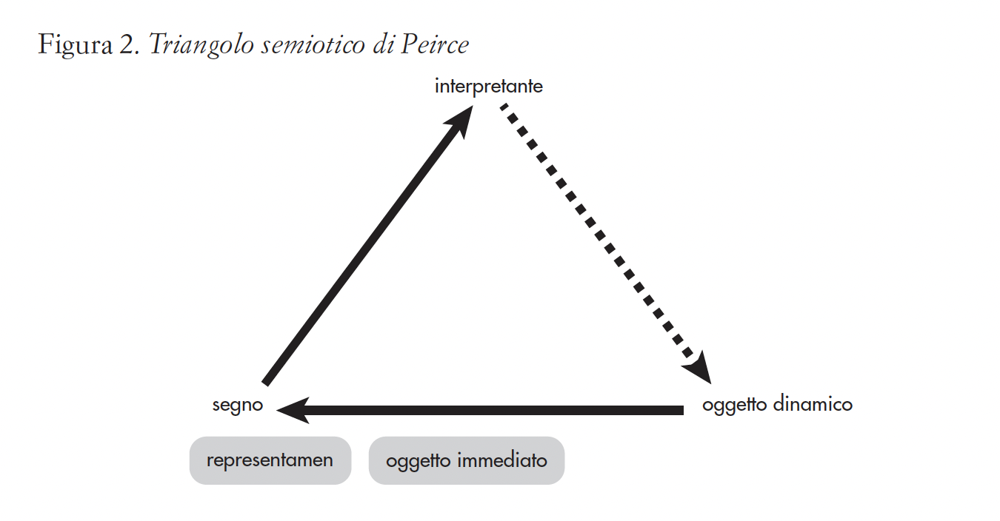 Figura 2. Triangolo semiotico di Peirce
interpretante
segno
oggetto dinamico
representamen
oggetto immediato